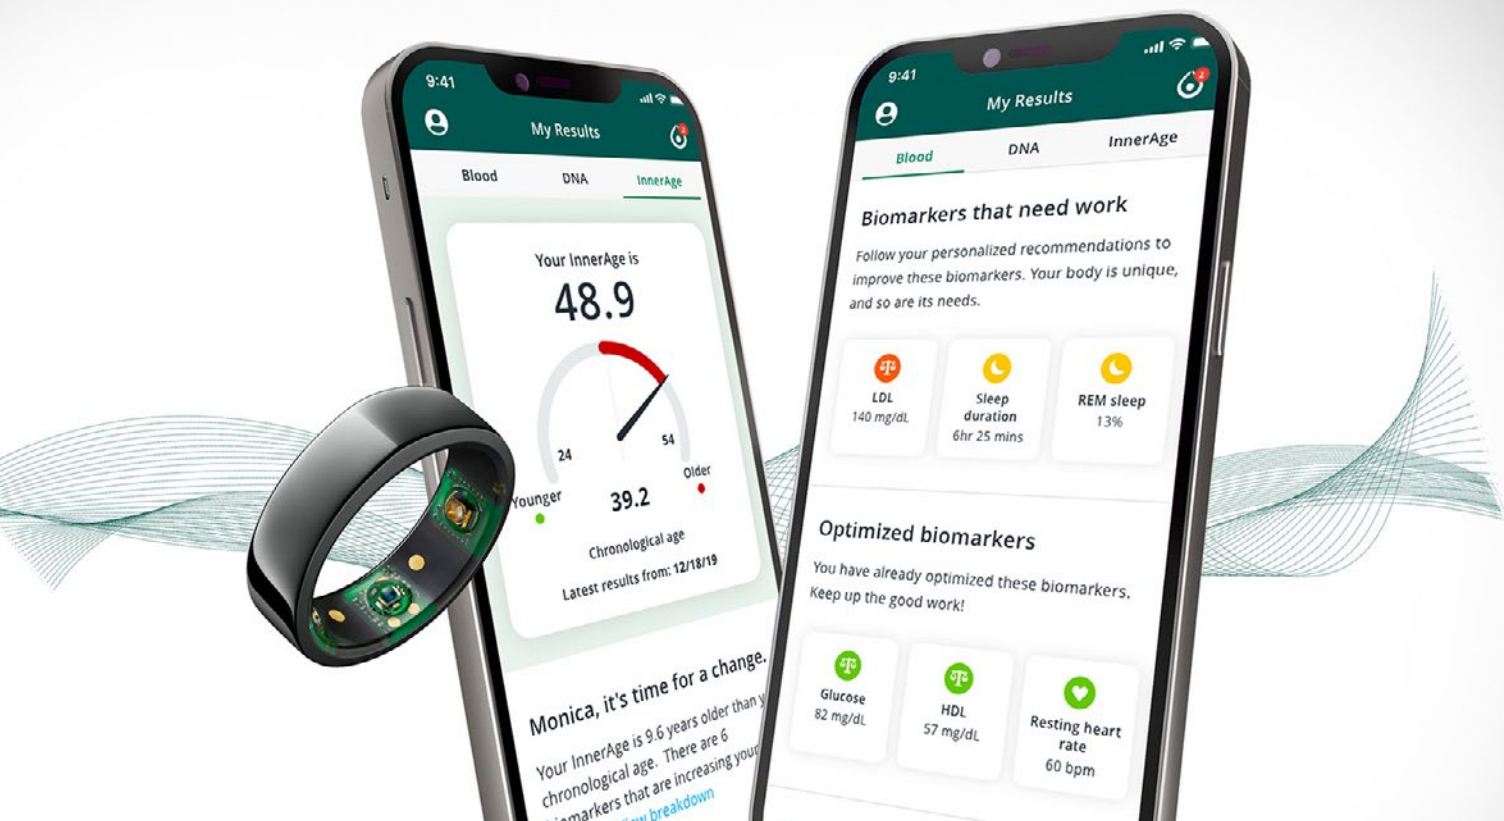 9:41
My Results
2
Blood
DNA
InnerAge
Your InnerAge is
48.9
24
54
Younger
Older
39.2
Chronological age
Latest results from: 12/18/19
Monica, it's time for a change.
Your InnerAge is 9.6 years older than
chronological age. There are 6
that are increasing
breakdown
9:41
My Results
2
Blood
DNA
InnerAge
Biomarkers that need work
Follow your personalized recommendations to
improve these biomarkers. Your body is unique,
and so are its needs.
LDL
140 mg/dL
Sleep
duration
6hr 25 mins
REM sleep
13%
Optimized biomarkers
You have already optimized these biomarkers.
Keep up the good work!
Glucose
82 mg/dL
HDL
57 mg/dL
Resting heart
rate
60 bpm